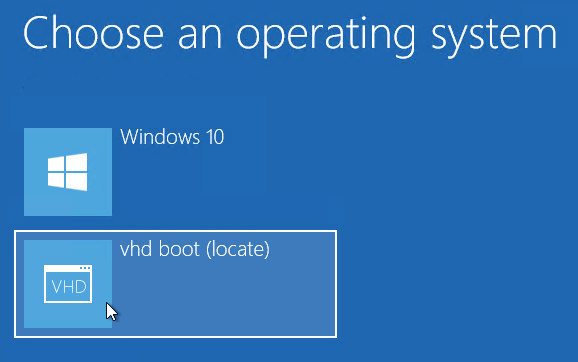 Choose an operating system
Windows 10
vhd boot (locate)
VHD